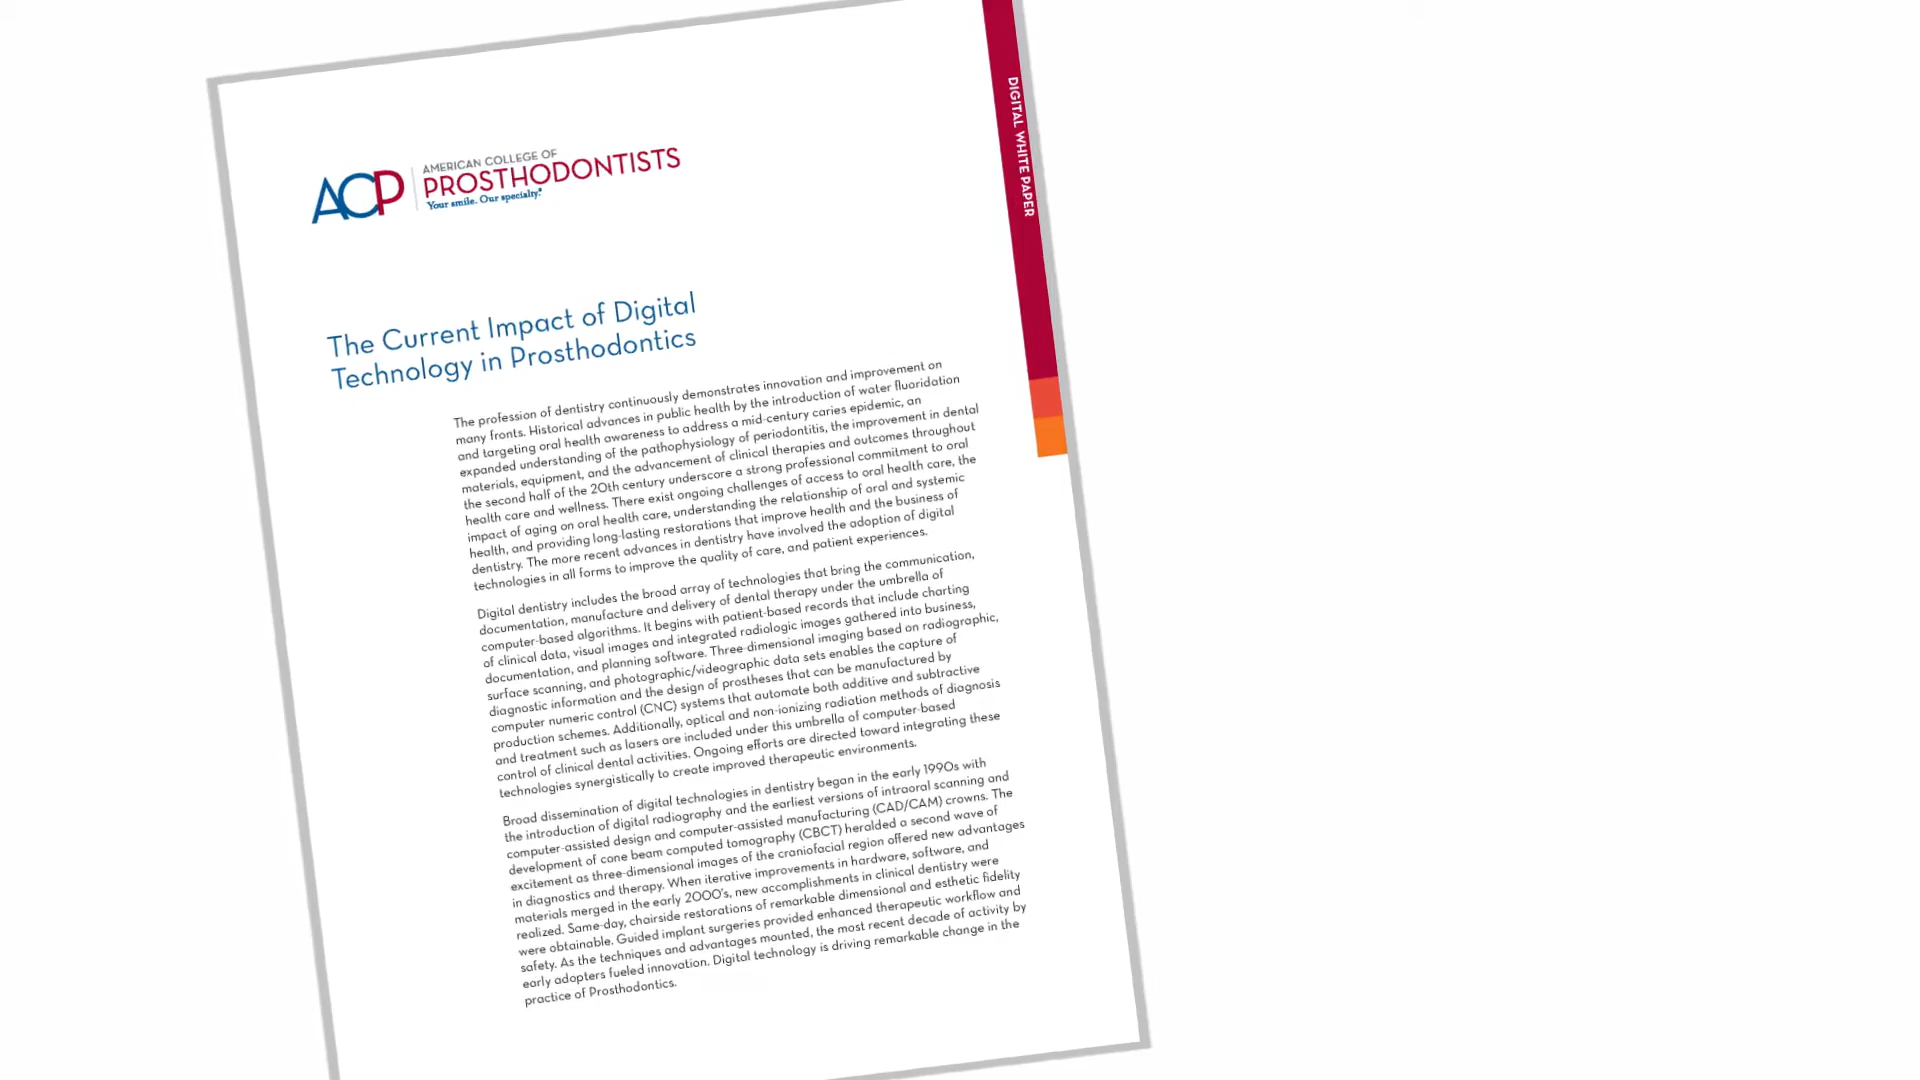 DIGITAL WHITE PAPER
ACP
AMERICAN COLLEGE OF
PROSTHODONTISTS
Your smile. Our specialty.®
The Current Impact of Digital
Technology in Prosthodontics
The profession of dentistry continuously demonstrates innovation and improvement on
many fronts. Historical advances in public health by the introduction of water fluoridation
and targeting oral health awareness to address a mid-century caries epidemic, an
expanded understanding of the pathophysiology of periodontitis, the improvement in dental
materials, equipment, and the advancement of clinical therapies and outcomes throughout
the second half of the 20th century underscore a strong professional commitment to oral
health care and wellness. There exist ongoing challenges of access to oral health care, the
impact of aging on oral health care, understanding the relationship of oral and systemic
health, and providing long-lasting restorations that improve health and the business of
dentistry. The more recent advances in dentistry have involved the adoption of digital
technologies in all forms to improve the quality of care, and patient experiences.
Digital dentistry includes the broad array of technologies that bring the communication,
documentation, manufacture and delivery of dental therapy under the umbrella of
computer-based algorithms. It begins with patient-based records that include charting
of clinical data, visual images and integrated radiologic images gathered into business,
documentation, and planning software. Three-dimensional imaging based on radiographic,
surface scanning, and photographic/videographic data sets enables the capture of
diagnostic information and the design of prostheses that can be manufactured by
computer numeric control (CNC) systems that automate both additive and subtractive
production schemes. Additionally, optical and non-ionizing radiation methods of diagnosis
and treatment such as lasers are included under this umbrella of computer-based
control of clinical dental activities. Ongoing efforts are directed toward integrating these
technologies synergistically to create improved therapeutic environments.
Broad dissemination of digital technologies in dentistry began in the early 1990s with
the introduction of digital radiography and the earliest versions of intraoral scanning and
computer-assisted design and computer-assisted manufacturing (CAD/CAM) crowns. The
development of cone beam computed tomography (CBCT) heralded a second wave of
excitement as three-dimensional images of the craniofacial region offered new advantages
in diagnostics and therapy. When iterative improvements in hardware, software, and
materials merged in the early 2000's, new accomplishments in clinical dentistry were
realized. Same-day, chairside restorations of remarkable dimensional and esthetic fidelity
were obtainable. Guided implant surgeries provided enhanced therapeutic workflow and
safety. As the techniques and advantages mounted, the most recent decade of activity by
early adopters fueled innovation. Digital technology is driving remarkable change in the
practice of Prosthodontics.